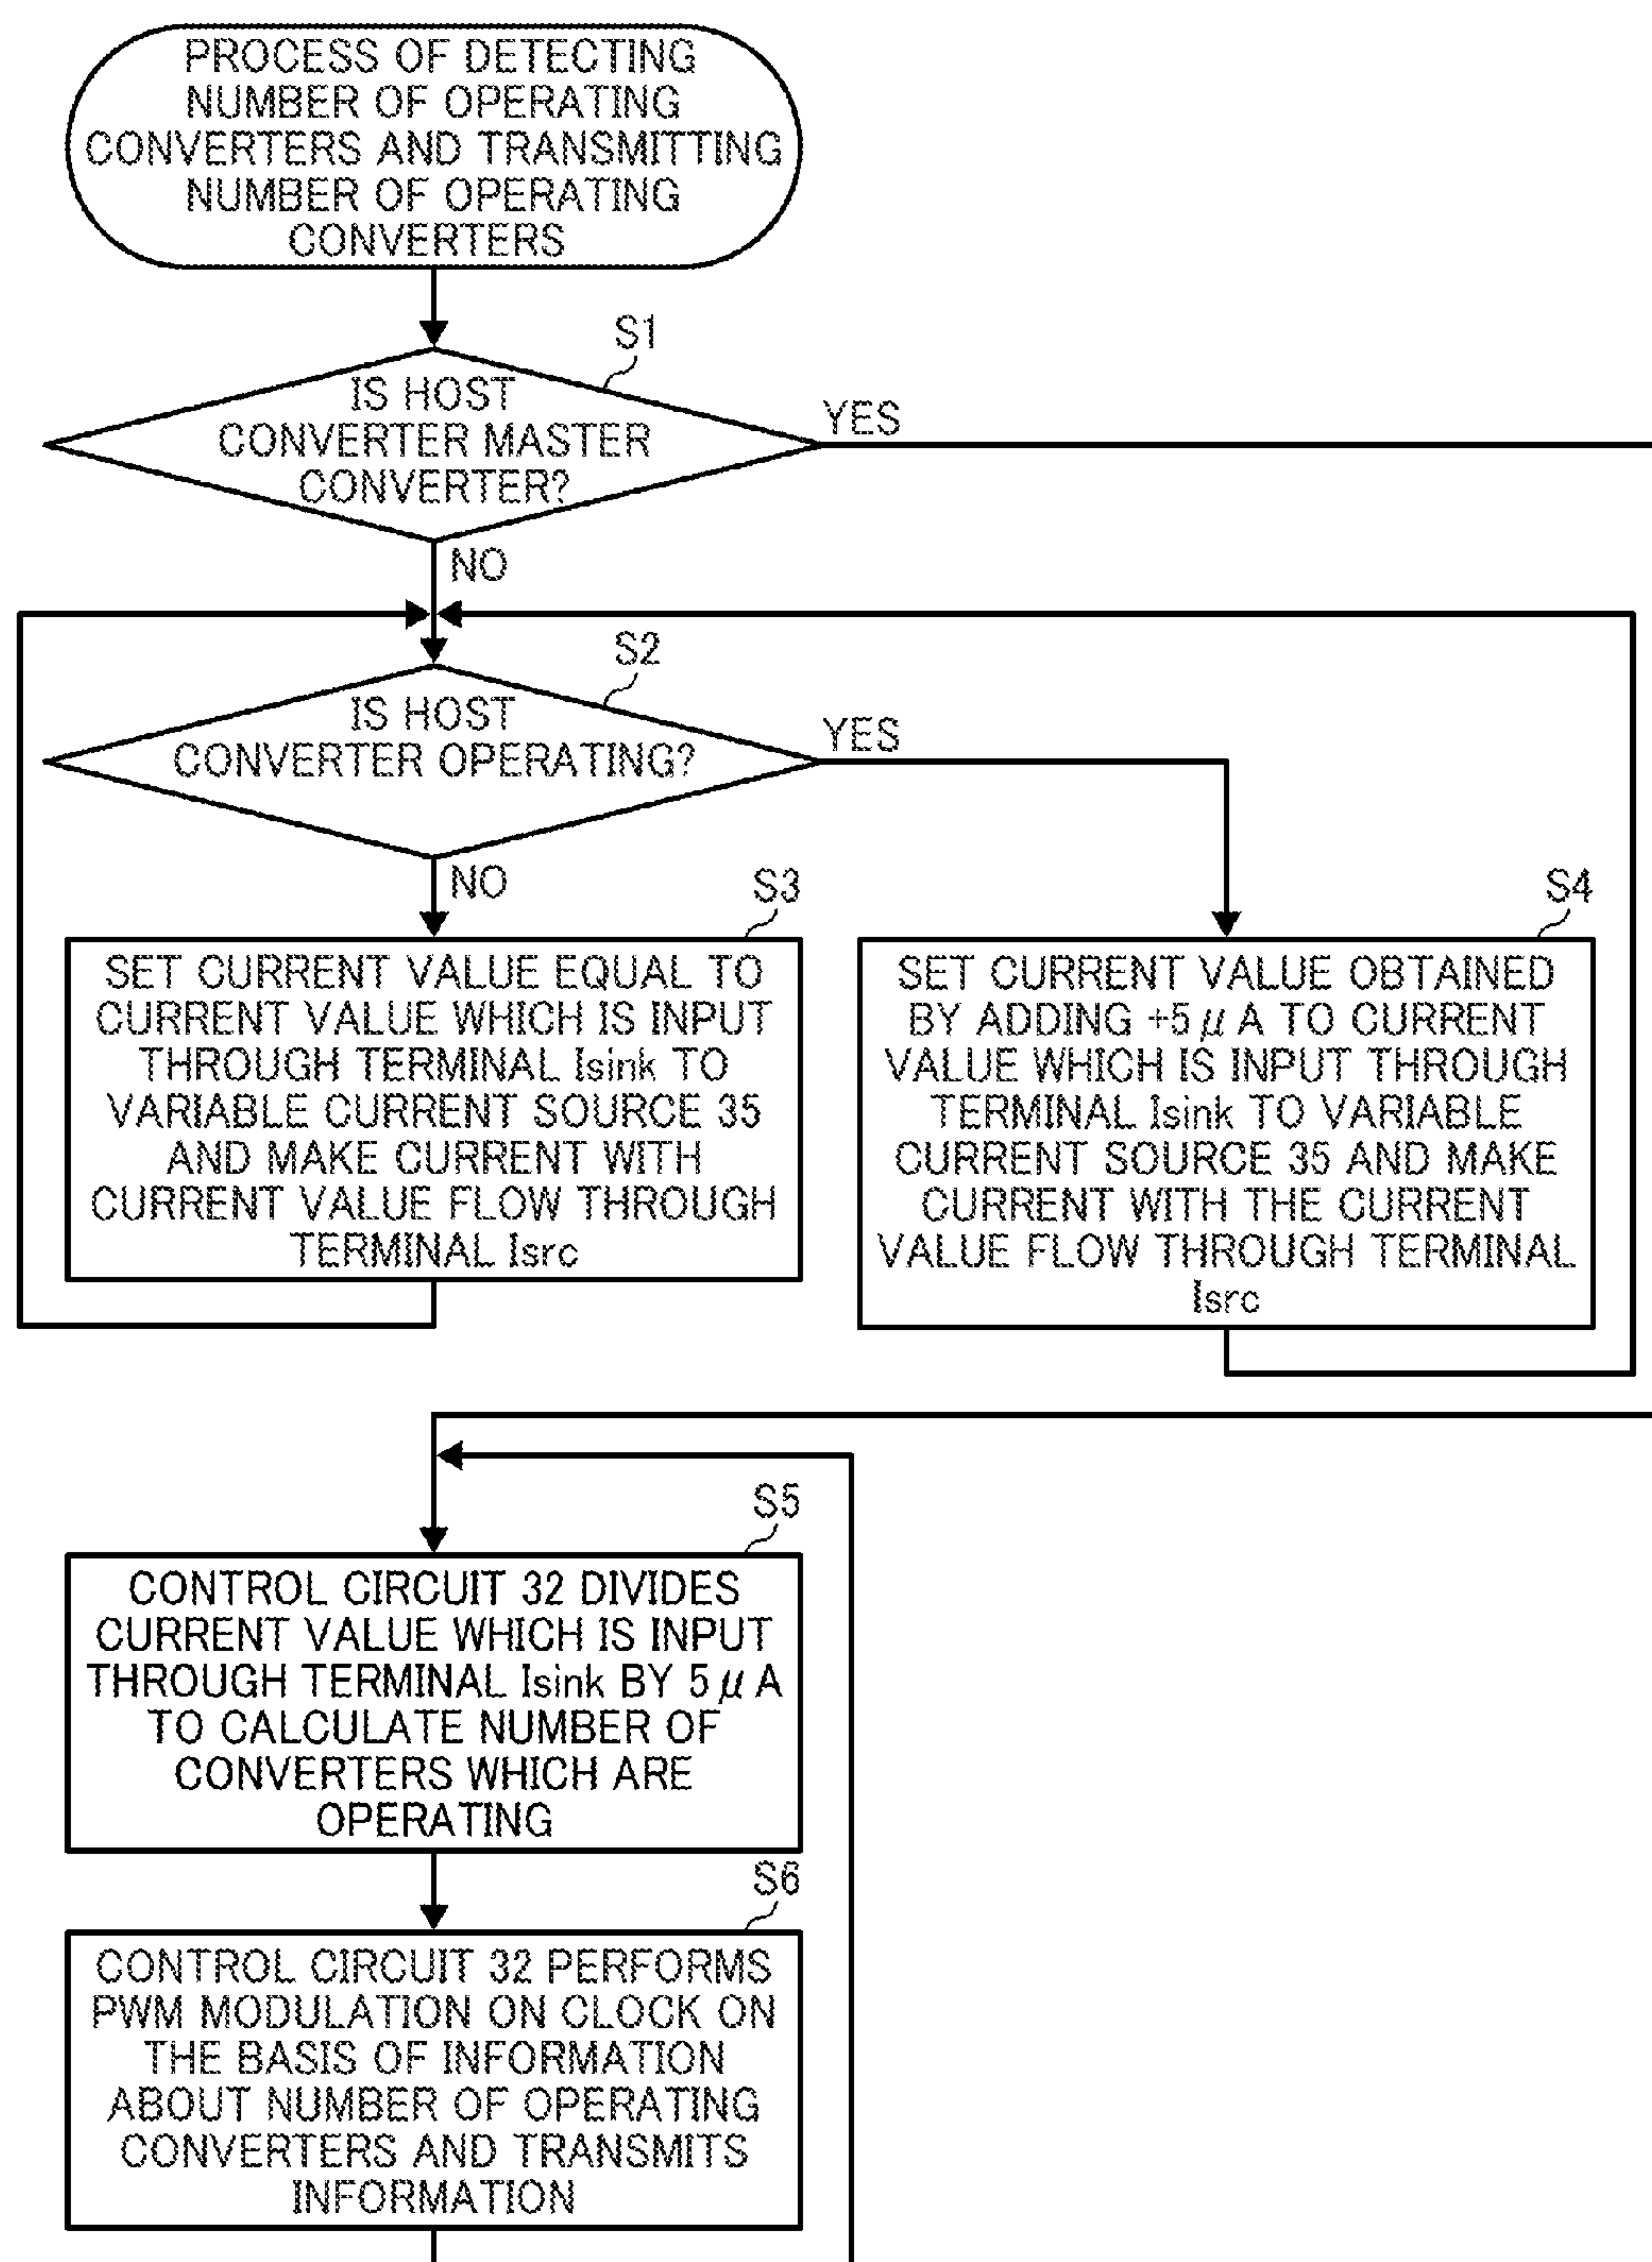 PROCESS OF DETECTING
NUMBER OF OPERATING
CONVERTERS AND TRANSMITTING
NUMBER OF OPERATING
CONVERTERS
S1
IS HOST
CONVERTER MASTER
CONVERTER?
YES
NO
S2
IS HOST
CONVERTER OPERATING?
YES
NO
S3
SET CURRENT VALUE EQUAL TO
CURRENT VALUE WHICH IS INPUT
THROUGH TERMINAL Isink TO
VARIABLE CURRENT SOURCE 35
AND MAKE CURRENT WITH
CURRENT VALUE FLOW THROUGH
TERMINAL Isrc
S4
SET CURRENT VALUE OBTAINED
BY ADDING +5μA TO CURRENT
VALUE WHICH IS INPUT THROUGH
TERMINAL Isink TO VARIABLE
CURRENT SOURCE 35 AND MAKE
CURRENT WITH THE CURRENT
VALUE FLOW THROUGH TERMINAL
Isrc
S5
CONTROL CIRCUIT 32 DIVIDES
CURRENT VALUE WHICH IS INPUT
THROUGH TERMINAL Isink BY 5μA
TO CALCULATE NUMBER OF
CONVERTERS WHICH ARE
OPERATING
S6
CONTROL CIRCUIT 32 PERFORMS
PWM MODULATION ON CLOCK ON
THE BASIS OF INFORMATION
ABOUT NUMBER OF OPERATING
CONVERTERS AND TRANSMITS
INFORMATION